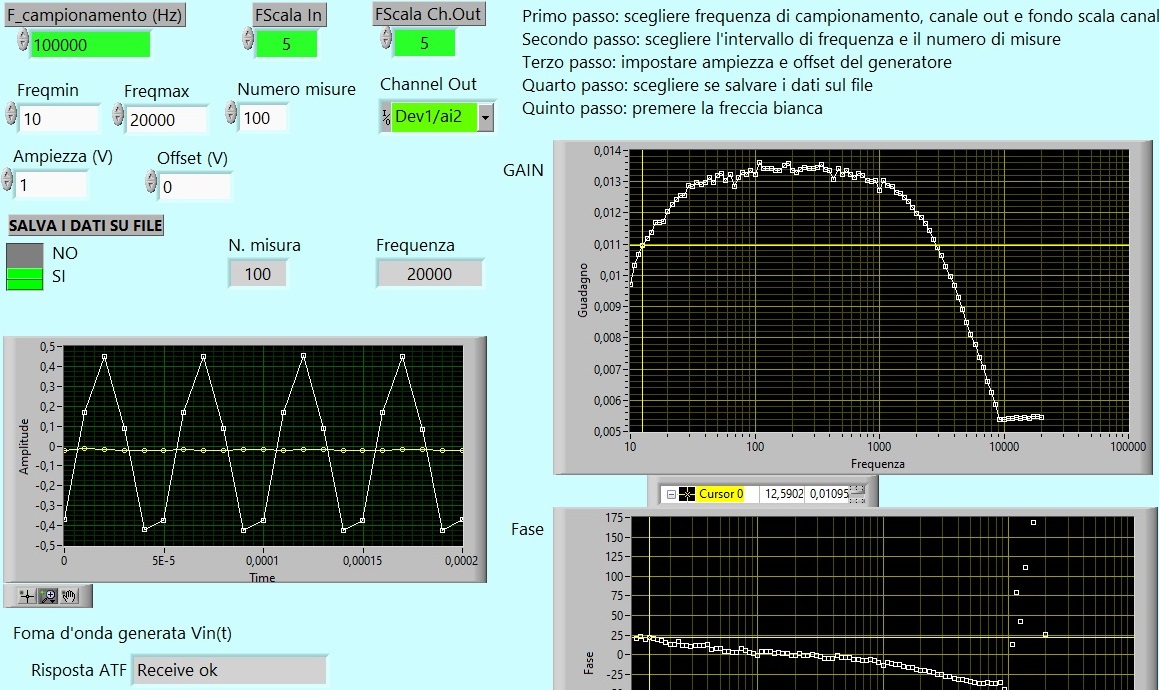 F_campionamento (Hz)
FScala In
FScala Ch.Out
100000
5
5
Freqmin
Freqmax
Numero misure
Channel Out
10
20000
100
Dev1/ai2
Ampiezza (V)
Offset (V)
1
0
SALVA I DATI SU FILE
NO
SI
N. misura
Frequenza
100
20000
Primo passo: scegliere frequenza di campionamento, canale out e fondo scala canal
Secondo passo: scegliere l'intervallo di frequenza e il numero di misure
Terzo passo: impostare ampiezza e offset del generatore
Quarto passo: scegliere se salvare i dati sul file
Quinto passo: premere la freccia bianca
GAIN
Guadagno
0,014
0,013
0,012
0,011
0,01
0,009
0,008
0,007
0,006
0,005
10
100
1000
10000
100000
Frequenza
Cursor 0
12,5902
0,01095
Amplitude
0,5
0,4
0,3
0,2
0,1
0
-0,1
-0,2
-0,3
-0,4
-0,5
0
5E-5
0,0001
0,00015
0,0002
Time
Foma d'onda generata Vin(t)
Risposta ATF
Receive ok
Fase
Fase
175
150
125
100
75
50
25
0
-25